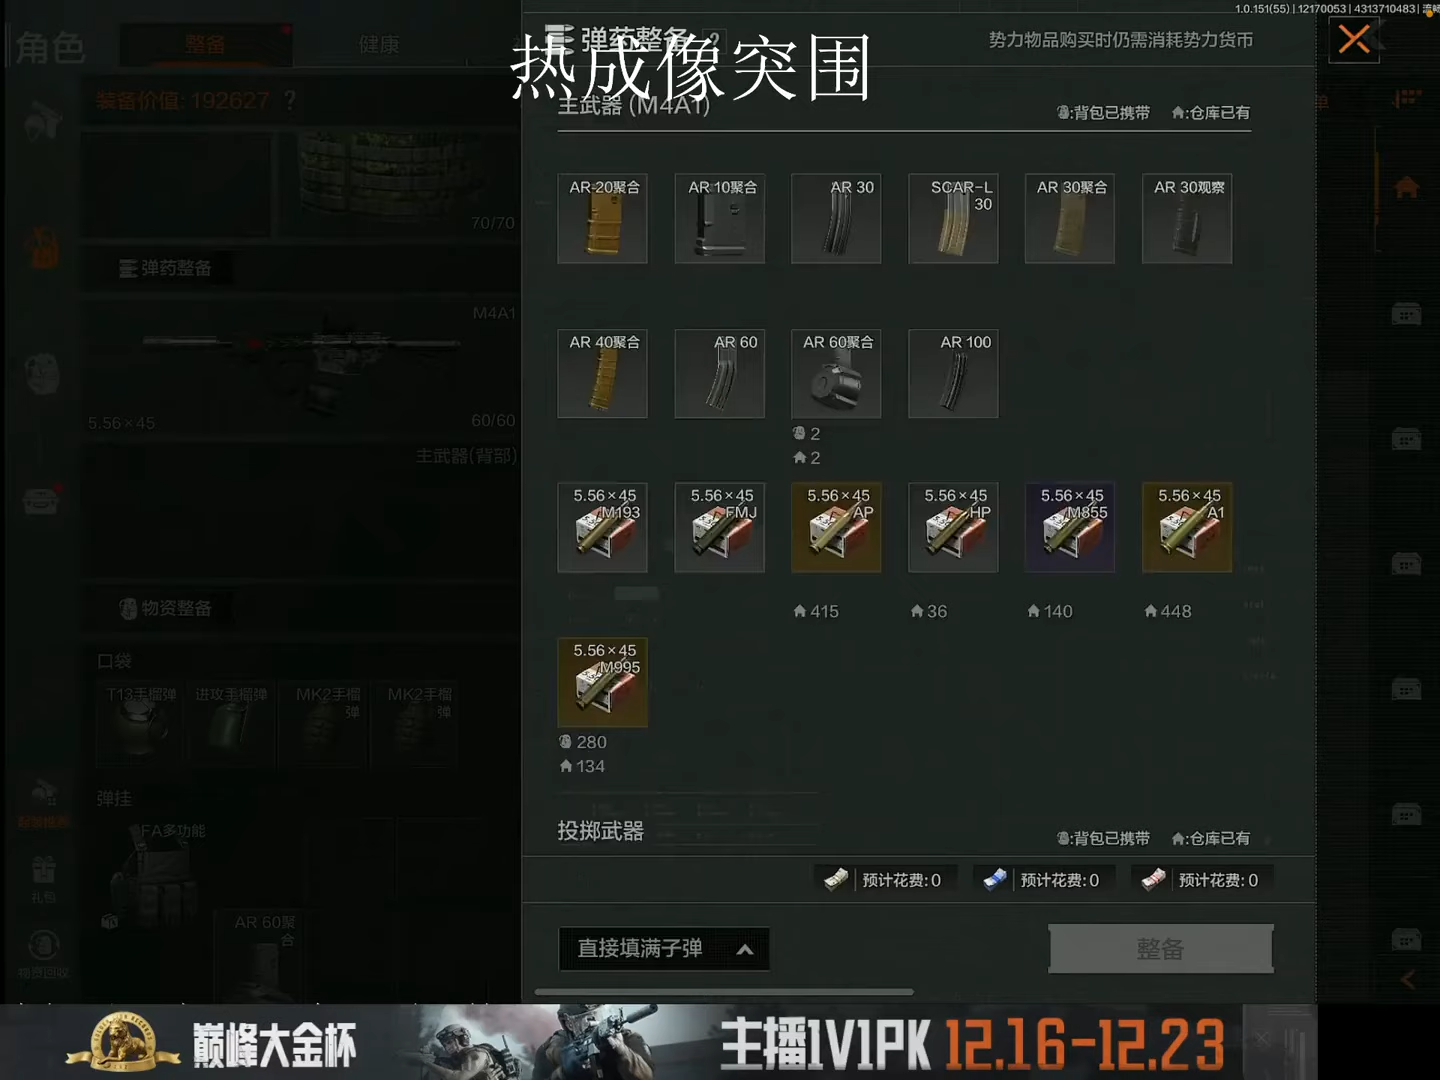 1.0.151(55) | 12170053 | 4313710483 |
角色
整备
健康
弹药整备
热成像突围
势力物品购买时仍需消耗势力货币
装备价值: 192627 ?
主武器 (M4A1)
:背包已携带 :仓库已有
AR-20聚合
AR 10聚合
AR 30
SCAR-L
30
AR 30聚合
AR 30观察
70/70
弹药整备
M4A1
AR 40聚合
AR 60
AR 60聚合
AR 100
5.56×45
60/60
2
2
主武器(背部)
5.56×45
M193
5.56×45
FMJ
5.56×45
AP
5.56×45
HP
5.56×45
M855
5.56×45
A1
415
36
140
448
物资整备
5.56×45
M995
口袋
T13手榴弹
进攻手榴弹
MK2手榴
弹
MK2手榴
弹
280
134
弹挂
FA多功能
投掷武器
:背包已携带 :仓库已有
预计花费: 0
预计花费: 0
预计花费: 0
礼包
AR 60聚
合
物资回收
直接填满子弹
整备
巅峰大金杯
主播1V1PK 12.16-12.23